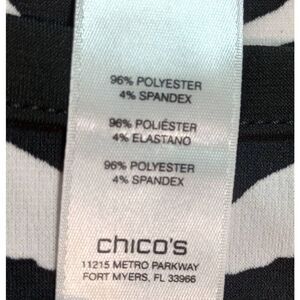 96% POLYESTER
4% SPANDEX
96% POLIÉSTER
4% ELASTANO
96% POLYESTER
4% SPANDEX
chico's
11215 METRO PARKWAY
FORT MYERS, FL 33966